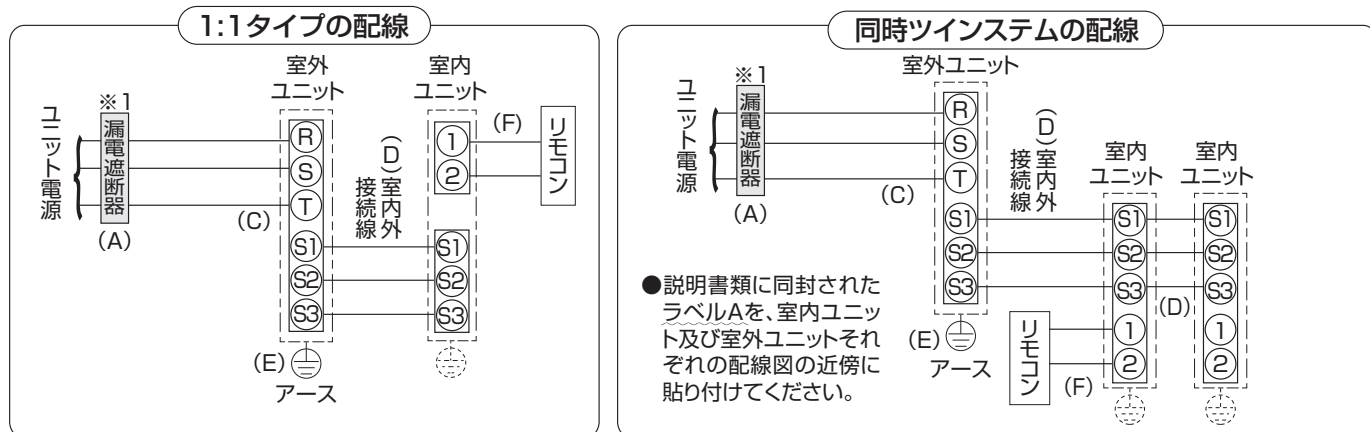 1:1タイプの配線
室外
ユニット
室内
ユニット
※1
ユニット電源
漏電遮断器
(A)
R
S
T
(C)
S1
S2
S3
(D)室内外
接続線
1
2
(F)
リモコン
S1
S2
S3
(E)
アース
同時ツインステムの配線
室外ユニット
※1
ユニット電源
漏電遮断器
(A)
R
S
T
(C)
S1
S2
S3
(D)室内外
接続線
室内
ユニット
室内
ユニット
S1
S2
S3
1
2
(D)
S1
S2
S3
1
2
(E)
アース
リモコン
(F)
●説明書類に同封された
ラベルAを、室内ユニッ
ト及び室外ユニットそれ
ぞれの配線図の近傍に
貼り付けてください。